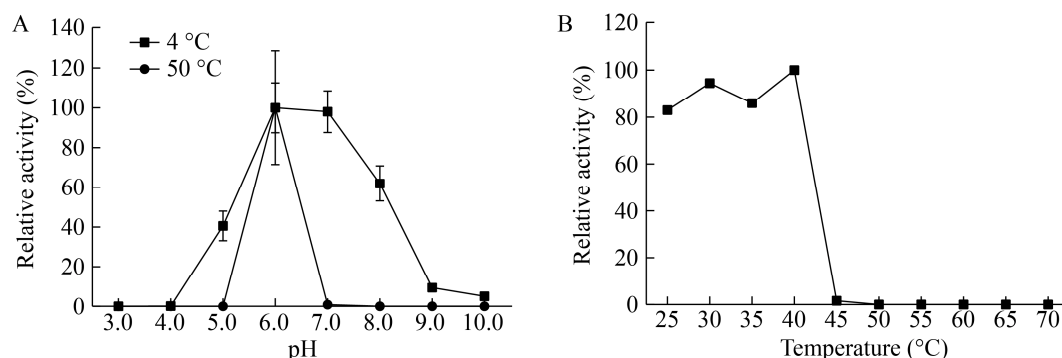 A
Relative activity (%)
140
120
100
80
60
40
20
0
4 °C
50 °C
3.0 4.0 5.0 6.0 7.0 8.0 9.0 10.0
pH
B
Relative activity (%)
120
100
80
60
40
20
0
25 30 35 40 45 50 55 60 65 70
Temperature (°C)